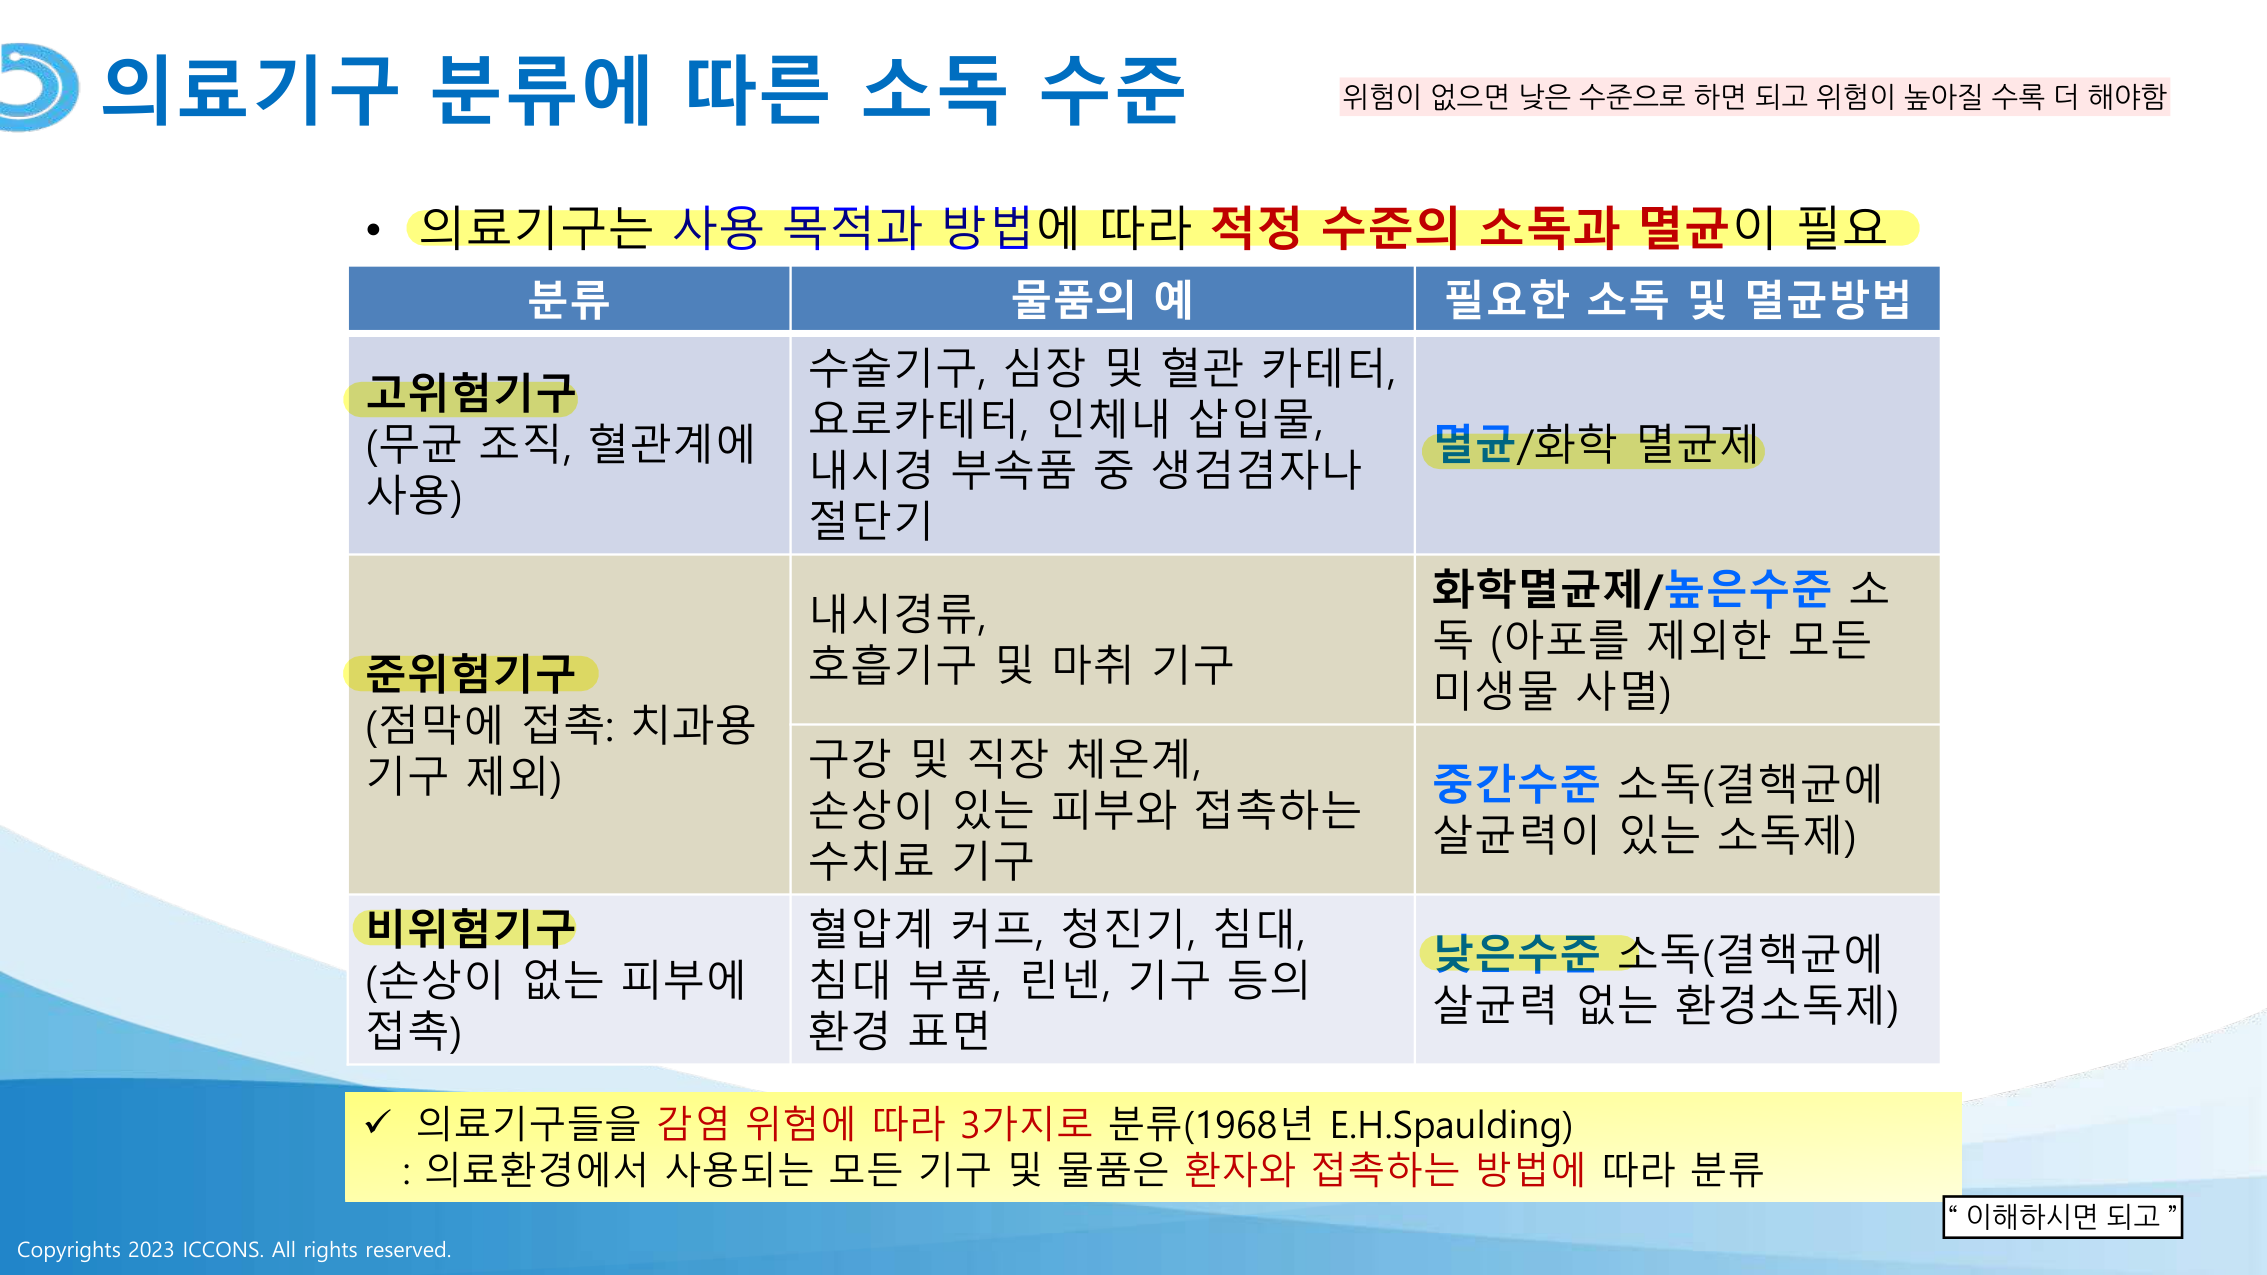 의료기구 분류에 따른 소독 수준
위험이 없으면 낮은 수준으로 하면 되고 위험이 높아질 수록 더 해야함
• 의료기구는 사용 목적과 방법에 따라 적정 수준의 소독과 멸균이 필요
분류
물품의 예
필요한 소독 및 멸균방법
고위험기구
(무균 조직, 혈관계에
사용)
수술기구, 심장 및 혈관 카테터,
요로카테터, 인체내 삽입물,
내시경 부속품 중 생검겸자나
절단기
멸균/화학 멸균제
준위험기구
(점막에 접촉: 치과용
기구 제외)
내시경류,
호흡기구 및 마취 기구
화학멸균제/높은수준 소
독 (아포를 제외한 모든
미생물 사멸)
구강 및 직장 체온계,
손상이 있는 피부와 접촉하는
수치료 기구
중간수준 소독(결핵균에
살균력이 있는 소독제)
비위험기구
(손상이 없는 피부에
접촉)
혈압계 커프, 청진기, 침대,
침대 부품, 린넨, 기구 등의
환경 표면
낮은수준 소독(결핵균에
살균력 없는 환경소독제)
✓ 의료기구들을 감염 위험에 따라 3가지로 분류(1968년 E.H.Spaulding)
: 의료환경에서 사용되는 모든 기구 및 물품은 환자와 접촉하는 방법에 따라 분류
“ 이해하시면 되고 ”
Copyrights 2023 ICCONS. All rights reserved.